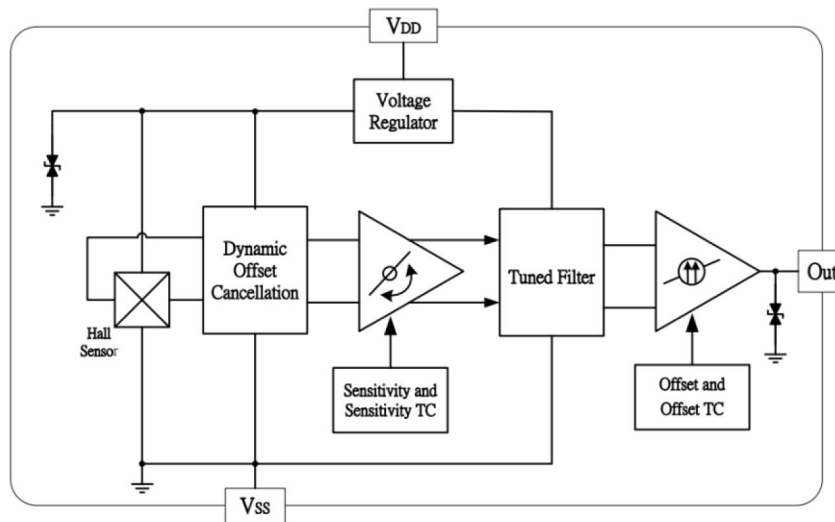 VDD
Voltage
Regulator
Dynamic
Offset
Cancellation
Tuned Filter
Out
Hall
Sensor
Sensitivity and
Sensitivity TC
Offset and
Offset TC
VSS